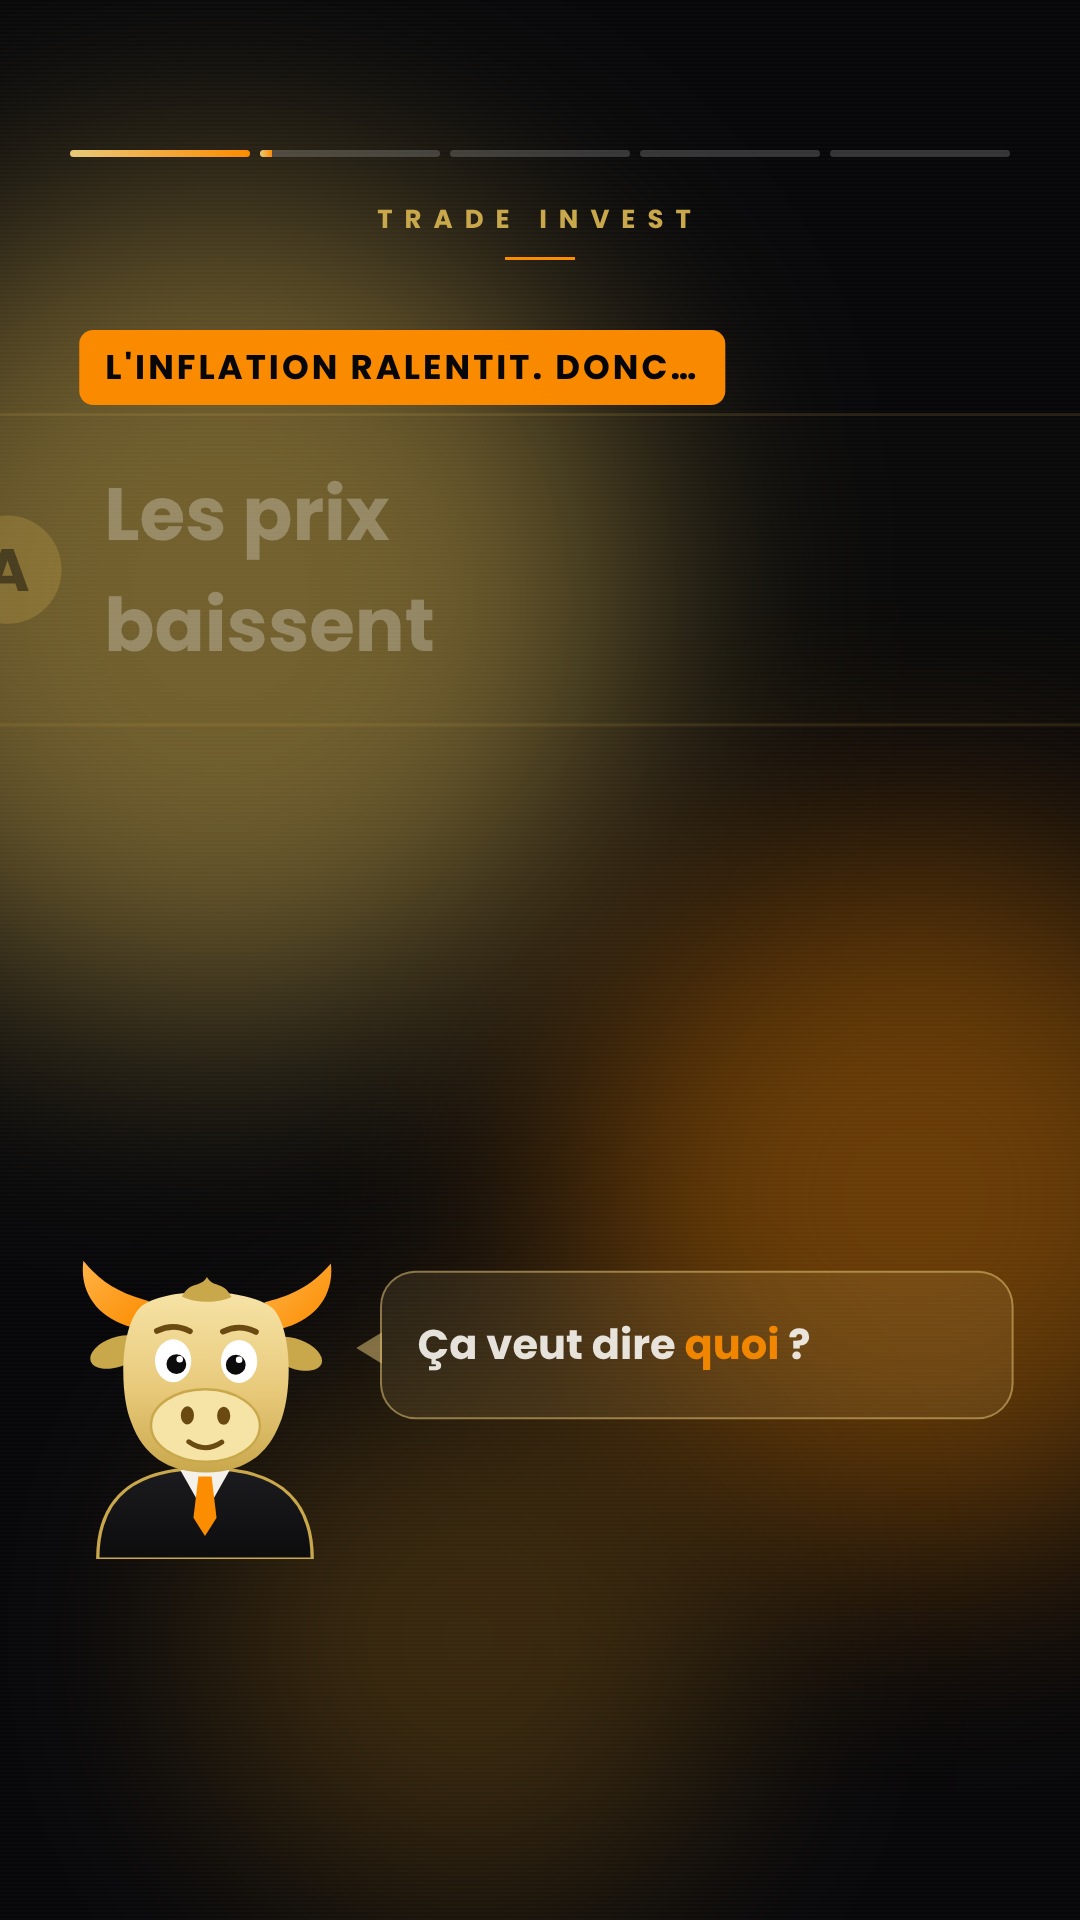 TRADE INVEST
L'INFLATION RALENTIT. DONC...
Les prix
A
baissent
Ça veut dire quoi ?